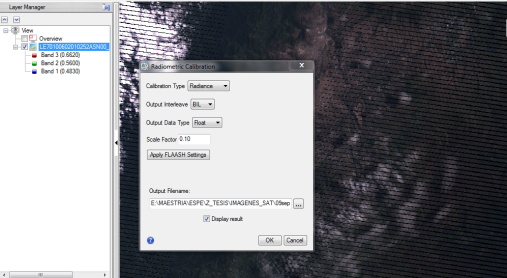 Layer Manager
View
Overview
LE70100602010252ASN00
Band 3 (0.6620)
Band 2 (0.5600)
Band 1 (0.4830)
Radiometric Calibration
X
Calibration Type Radiance
Output Interleave BIL
Output Data Type Float
Scale Factor 0.10
Apply FLAASH Settings
Output Filename:
E:\MAESTRIA\ESPE\Z_TESIS\IMAGENES_SAT\09sep
...
Display result
?
OK Cancel